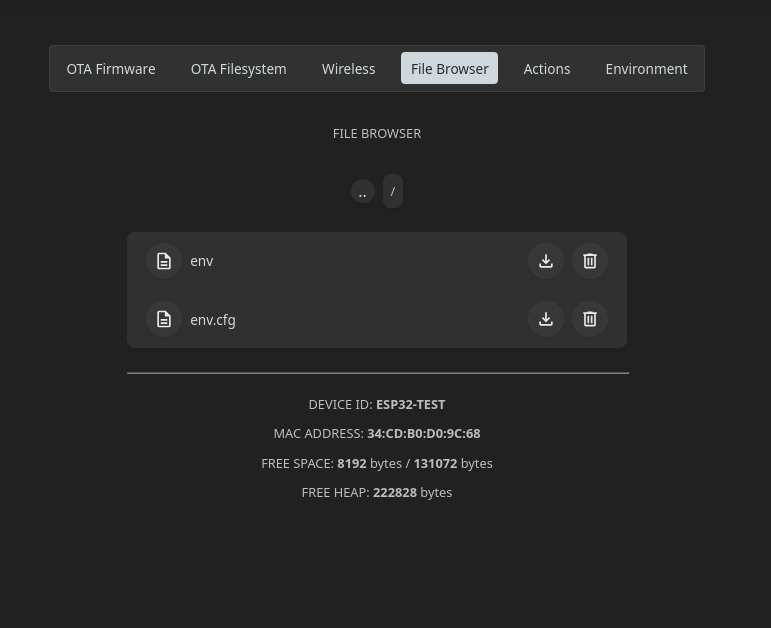 OTA Firmware OTA Filesystem Wireless File Browser Actions Environment
FILE BROWSER
.. /
env
env.cfg
DEVICE ID: ESP32-TEST
MAC ADDRESS: 34:CD:B0:D0:9C:68
FREE SPACE: 8192 bytes / 131072 bytes
FREE HEAP: 222828 bytes